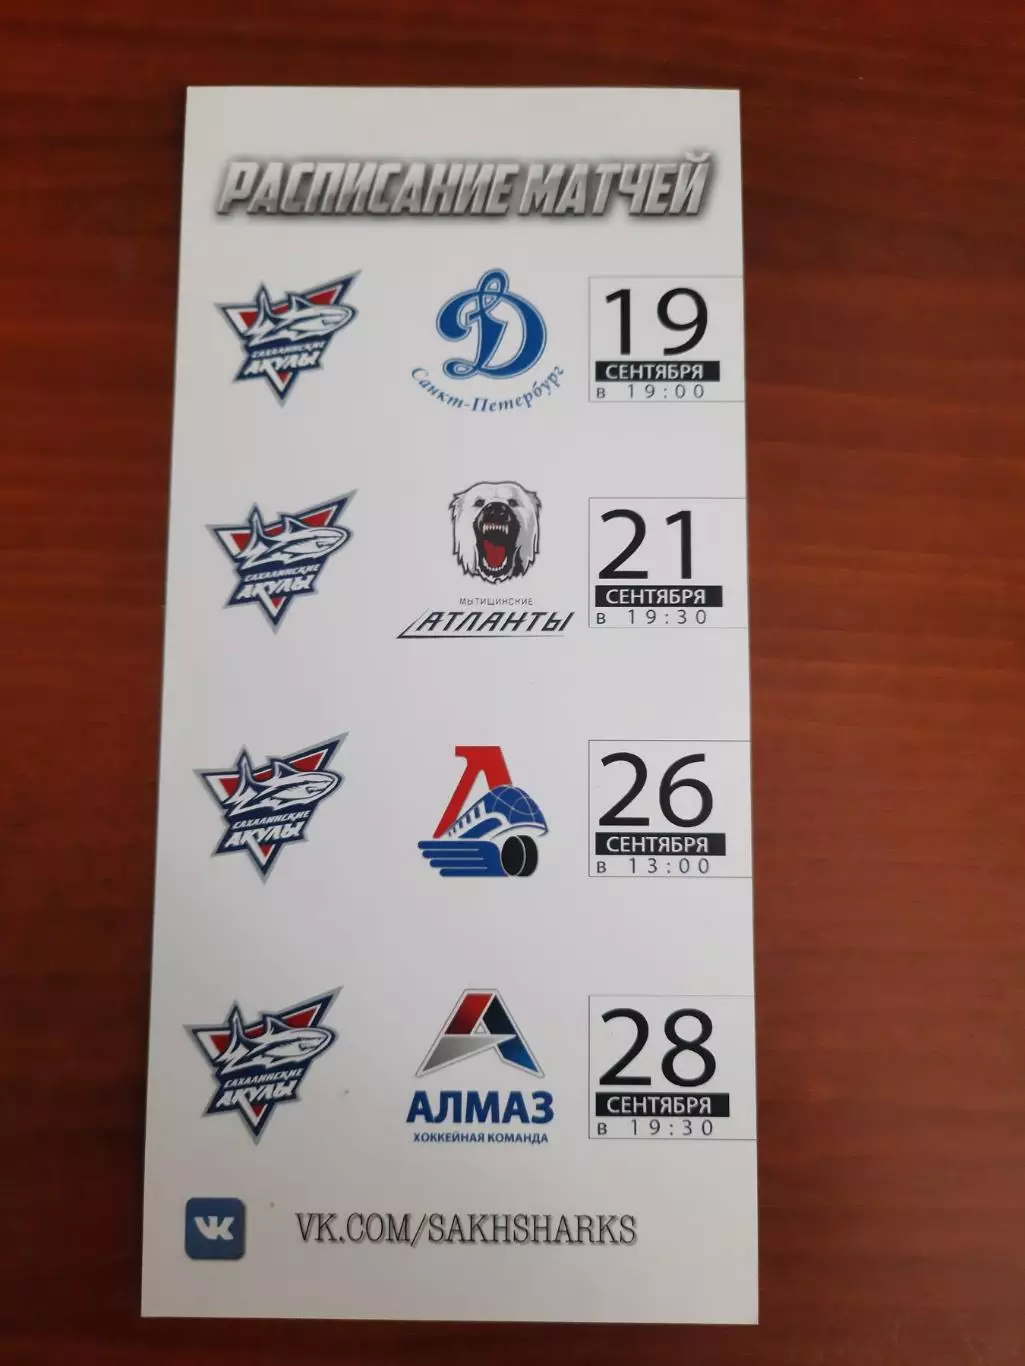 РАСПИСАНИЕ МАТЧЕЙ
САХАЛИНСКИЕ
АКУЛЫ
Санкт-Петербург
19
СЕНТЯБРЯ
в 19:00
САХАЛИНСКИЕ
АКУЛЫ
МЫТИЩИНСКИЕ
АТЛАНТЫ
21
СЕНТЯБРЯ
в 19:30
САХАЛИНСКИЕ
АКУЛЫ
26
СЕНТЯБРЯ
в 13:00
САХАЛИНСКИЕ
АКУЛЫ
АЛМАЗ
ХОККЕЙНАЯ КОМАНДА
28
СЕНТЯБРЯ
в 19:30
VK.COM/SAKHSHARKS